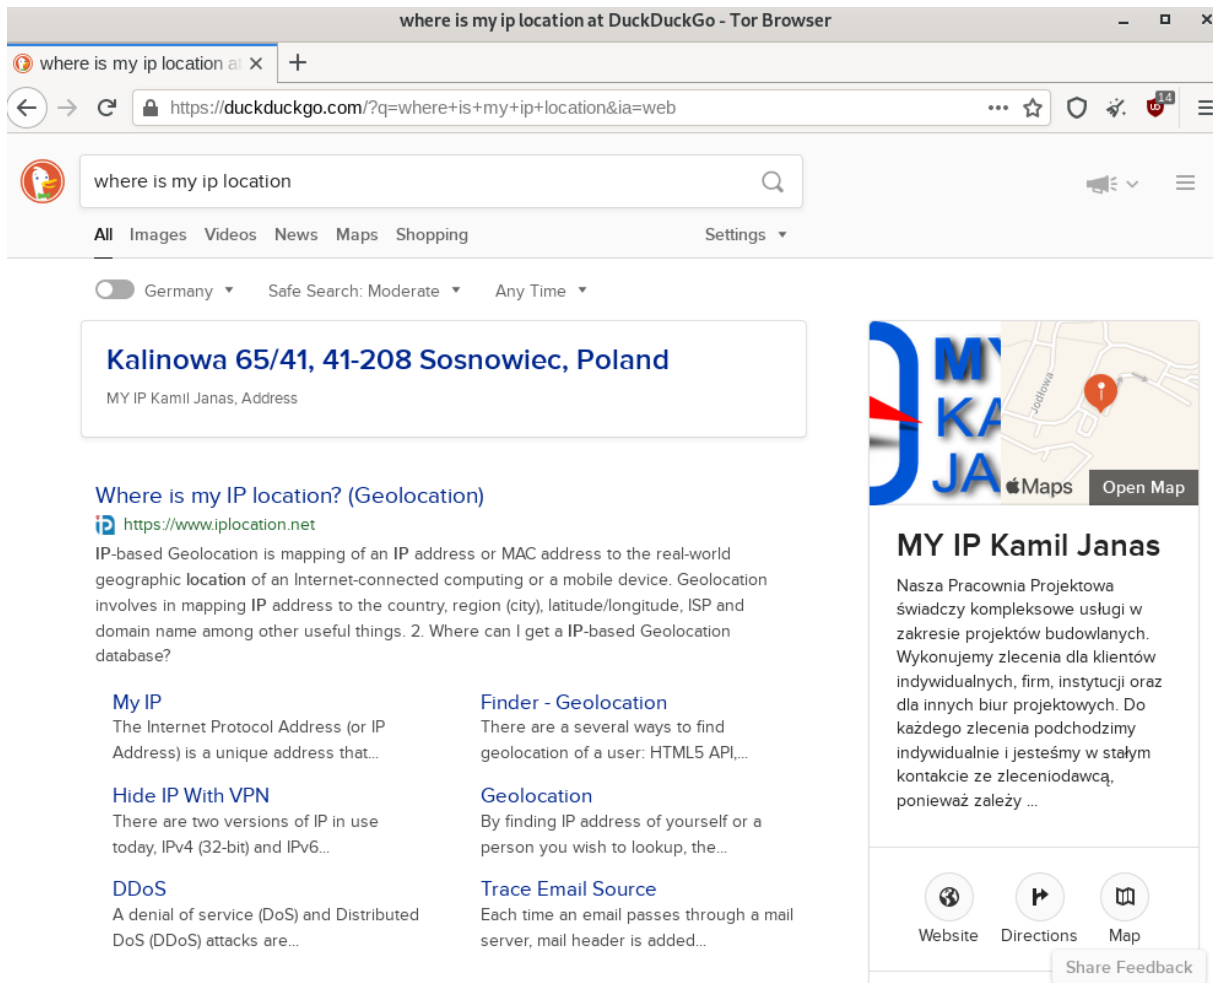 where is my ip location at DuckDuckGo - Tor Browser
where is my ip location at
https://duckduckgo.com/?q=where+is+my+ip+location&ia=web
14
where is my ip location
All Images Videos News Maps Shopping Settings
Germany Safe Search: Moderate Any Time
Kalinowa 65/41, 41-208 Sosnowiec, Poland
MY IP Kamil Janas, Address
Where is my IP location? (Geolocation)
https://www.iplocation.net
IP-based Geolocation is mapping of an IP address or MAC address to the real-world
geographic location of an Internet-connected computing or a mobile device. Geolocation
involves in mapping IP address to the country, region (city), latitude/longitude, ISP and
domain name among other useful things. 2. Where can I get a IP-based Geolocation
database?
My IP
The Internet Protocol Address (or IP
Address) is a unique address that...
Finder - Geolocation
There are a several ways to find
geolocation of a user: HTML5 API,...
Hide IP With VPN
There are two versions of IP in use
today, IPv4 (32-bit) and IPv6...
Geolocation
By finding IP address of yourself or a
person you wish to lookup, the...
DDoS
A denial of service (DoS) and Distributed
DoS (DDoS) attacks are...
Trace Email Source
Each time an email passes through a mail
server, mail header is added...
MY
KA
JA
Jodłowa
Maps
Open Map
MY IP Kamil Janas
Nasza Pracownia Projektowa
świadczy kompleksowe usługi w
zakresie projektów budowlanych.
Wykonujemy zlecenia dla klientów
indywidualnych, firm, instytucji oraz
dla innych biur projektowych. Do
każdego zlecenia podchodzimy
indywidualnie i jesteśmy w stałym
kontakcie ze zleceniodawcą,
ponieważ zależy ...
Website Directions Map
Share Feedback